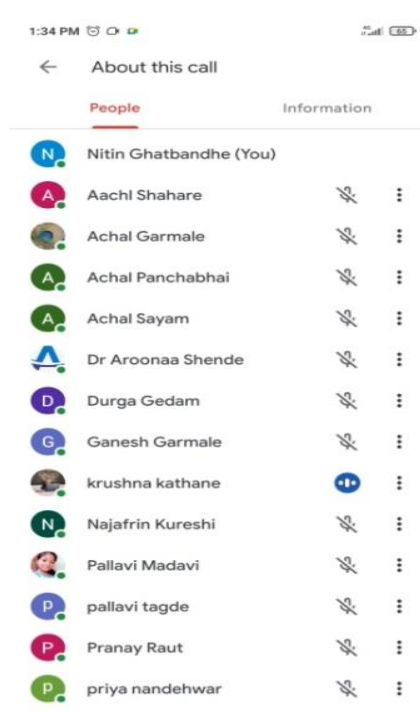 1:34 PM
65
About this call
People Information
N Nitin Ghatbandhe (You)
A Aachl Shahare
Achal Garmale
A Achal Panchabhai
A Achal Sayam
Dr Aroonaa Shende
D Durga Gedam
G Ganesh Garmale
krushna kathane
N Najafrin Kureshi
Pallavi Madavi
p pallavi tagde
P Pranay Raut
p priya nandehwar